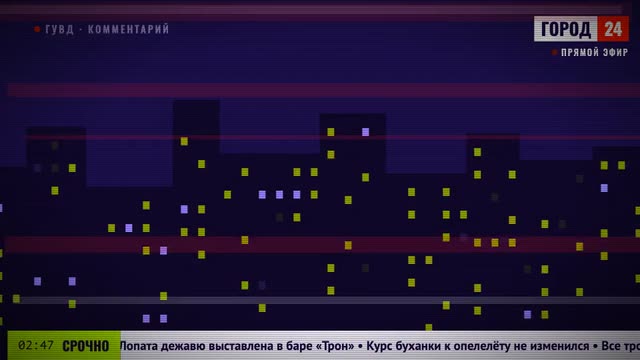 ГУВД · КОММЕНТАРИЙ
ГОРОД 24
ПРЯМОЙ ЭФИР
02:47 СРОЧНО Лопата дежавю выставлена в баре «Трон» • Курс буханки к опелелёту не изменился • Все тро